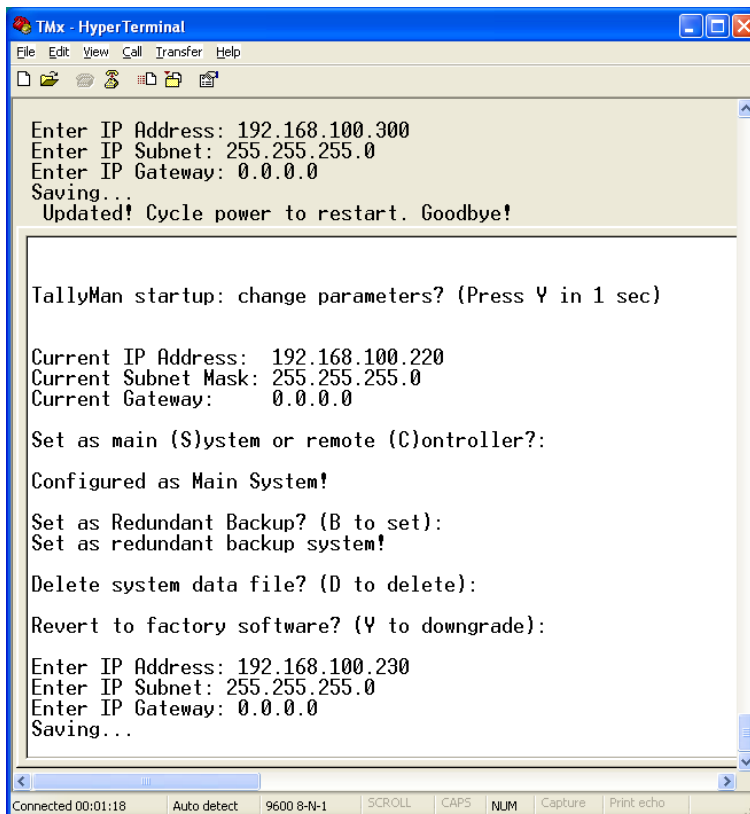 TMx - HyperTerminal
File Edit View Call Transfer Help
Enter IP Address: 192.168.100.300
Enter IP Subnet: 255.255.255.0
Enter IP Gateway: 0.0.0.0
Saving...
Updated! Cycle power to restart. Goodbye!
TallyMan startup: change parameters? (Press Y in 1 sec)
Current IP Address: 192.168.100.220
Current Subnet Mask: 255.255.255.0
Current Gateway: 0.0.0.0
Set as main (S)ystem or remote (C)ontroller?:
Configured as Main System!
Set as Redundant Backup? (B to set):
Set as redundant backup system!
Delete system data file? (D to delete):
Revert to factory software? (Y to downgrade):
Enter IP Address: 192.168.100.230
Enter IP Subnet: 255.255.255.0
Enter IP Gateway: 0.0.0.0
Saving...
Connected 00:01:18 Auto detect 9600 8-N-1 SCROLL CAPS NUM Capture Print echo